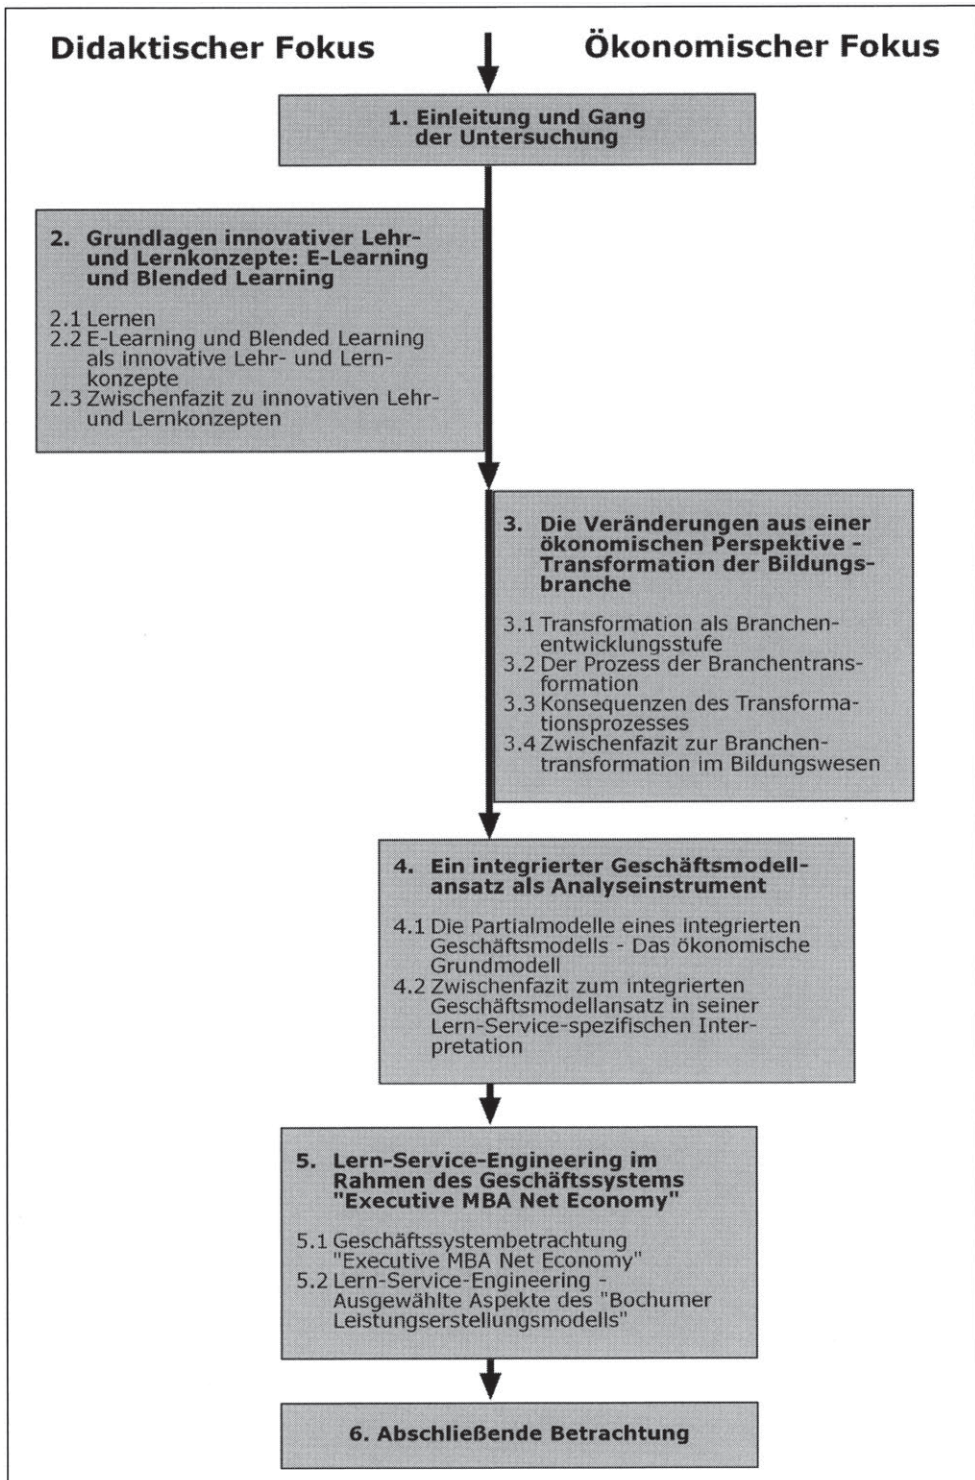 Didaktischer Fokus
Ökonomischer Fokus
1. Einleitung und Gang
der Untersuchung
2. Grundlagen innovativer Lehr-
und Lernkonzepte: E-Learning
und Blended Learning
2.1 Lernen
2.2 E-Learning und Blended Learning
als innovative Lehr- und Lern-
konzepte
2.3 Zwischenfazit zu innovativen Lehr-
und Lernkonzepten
3. Die Veränderungen aus einer
ökonomischen Perspektive -
Transformation der Bildungs-
branche
3.1 Transformation als Branchen-
entwicklungsstufe
3.2 Der Prozess der Branchentrans-
formation
3.3 Konsequenzen des Transforma-
tionsprozesses
3.4 Zwischenfazit zur Branchen-
transformation im Bildungswesen
4. Ein integrierter Geschäftsmodell-
ansatz als Analyseinstrument
4.1 Die Partialmodelle eines integrierten
Geschäftsmodells - Das ökonomische
Grundmodell
4.2 Zwischenfazit zum integrierten
Geschäftsmodellansatz in seiner
Lern-Service-spezifischen Inter-
pretation
5. Lern-Service-Engineering im
Rahmen des Geschäftssystems
"Executive MBA Net Economy"
5.1 Geschäftssystembetrachtung
"Executive MBA Net Economy"
5.2 Lern-Service-Engineering -
Ausgewählte Aspekte des "Bochumer
Leistungserstellungsmodells"
6. Abschließende Betrachtung